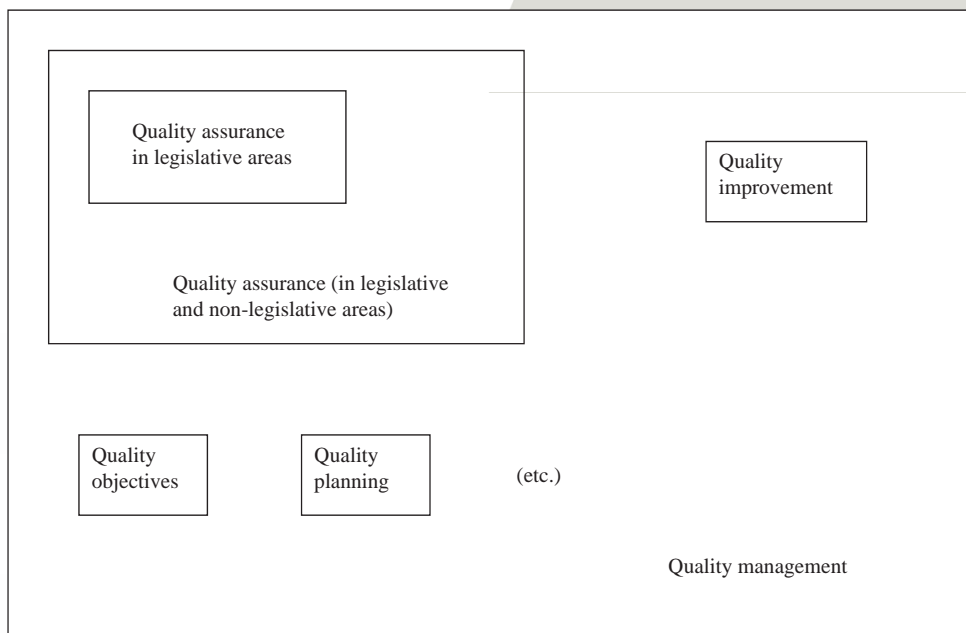 Quality assurance
in legislative areas
Quality
improvement
Quality assurance (in legislative
and non-legislative areas)
Quality
objectives
Quality
planning
(etc.)
Quality management